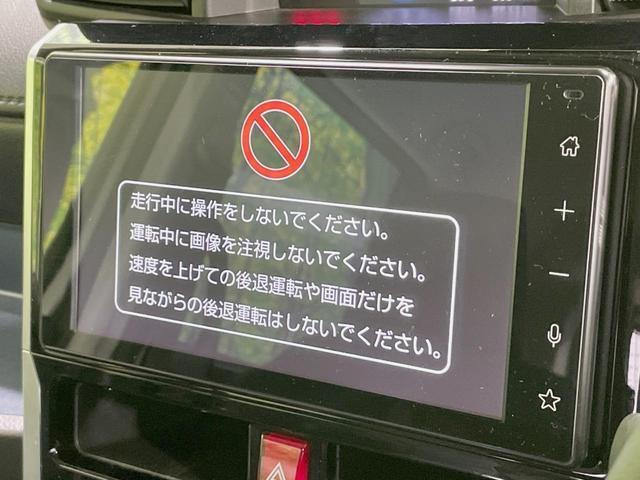 走行中に操作をしないでください。
運転中に画像を注視しないでください。
速度を上げての後退運転や画面だけを
見ながらの後退運転はしないでください。